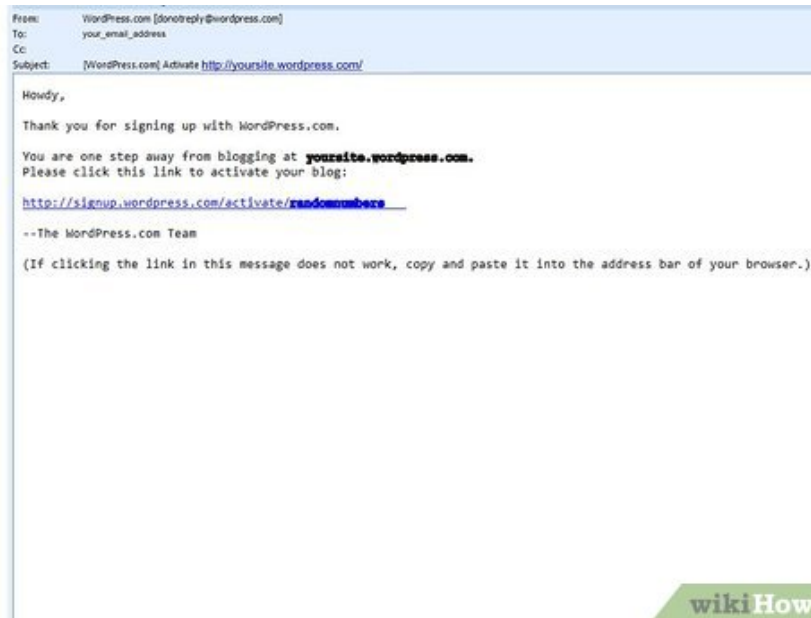 From: WordPress.com [donotreply@wordpress.com]
To: your_email_address
Cc:
Subject: [WordPress.com] Activate http://yoursite.wordpress.com/
Howdy,
Thank you for signing up with WordPress.com.
You are one step away from blogging at yoursite.wordpress.com.
Please click this link to activate your blog:
http://signup.wordpress.com/activate/randomnumbers
--The WordPress.com Team
(If clicking the link in this message does not work, copy and paste it into the address bar of your browser.)
wikiHow